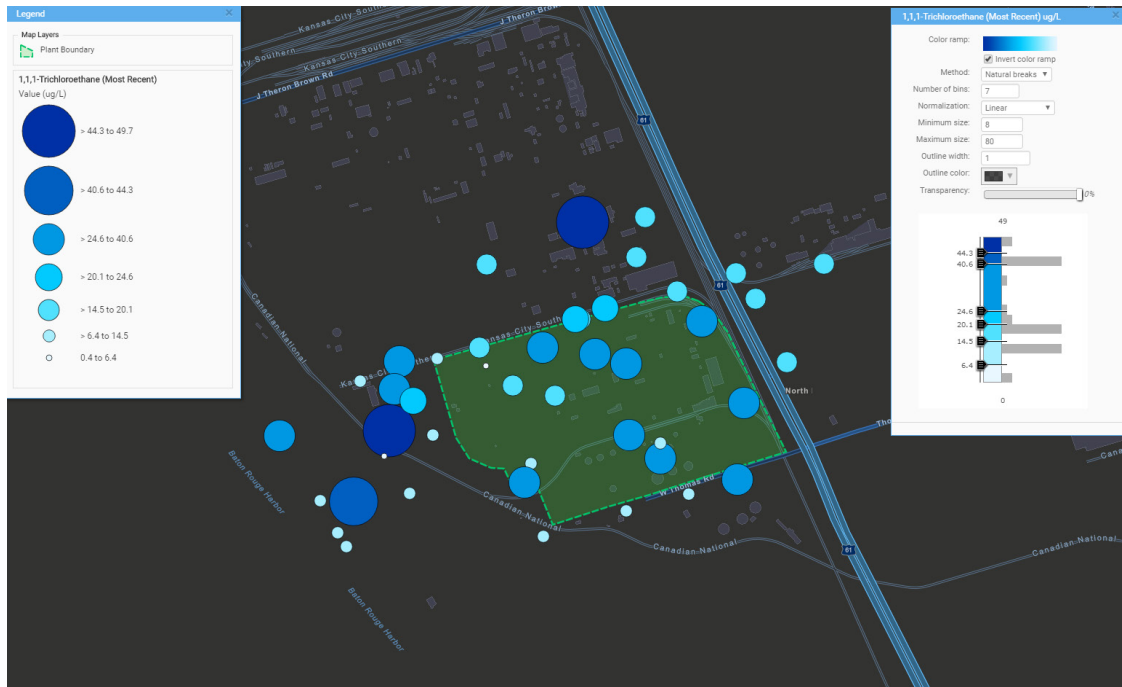 Legend
Map Layers
Plant Boundary
1,1,1-Trichloroethane (Most Recent)
Value (ug/L)
> 44.3 to 49.7
> 40.6 to 44.3
> 24.6 to 40.6
> 20.1 to 24.6
> 14.5 to 20.1
> 6.4 to 14.5
0.4 to 6.4
Kansas City Southern
J Theron Brown Rd
J Theron Brown Rd
61
61
61
Canadian National
Kansas City Southern
North
W Thomas Rd
Baton Rouge Harbor
Canadian National
Canadian National
Canadian National
Baton Rouge Harbor
1,1,1-Trichloroethane (Most Recent) ug/L
Color ramp:
Invert color ramp
Method: Natural breaks
Number of bins: 7
Normalization: Linear
Minimum size: 8
Maximum size: 80
Outline width: 1
Outline color:
Transparency: 0%
49
44.3
40.6
24.6
20.1
14.5
6.4
0